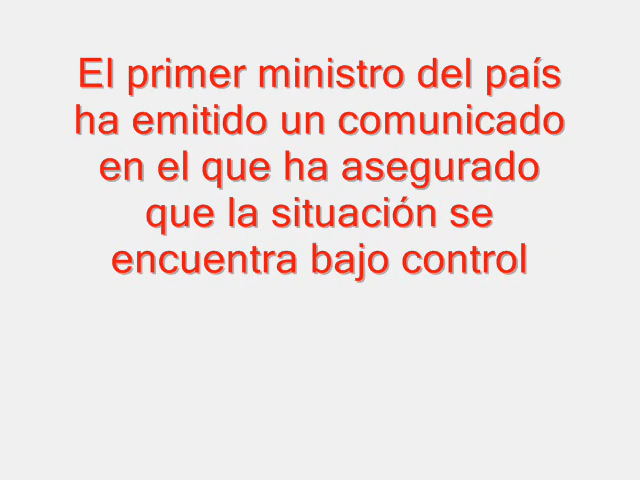 El primer ministro del país
ha emitido un comunicado
en el que ha asegurado
que la situación se
encuentra bajo control